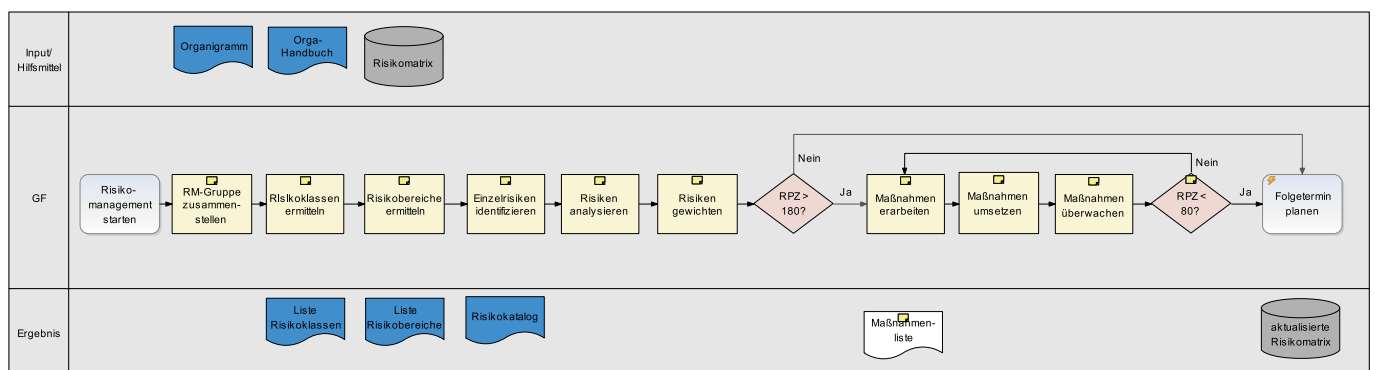 Input/
Hilfsmittel
Organigramm
Orga-
Handbuch
Risikomatrix
GF
Risiko-
management
starten
RM-Gruppe
zusammen-
stellen
RIslkoklassen
ermitteln
Risikobereiche
ermitteln
Einzelrisiken
identifizieren
Risiken
analysieren
Risiken
gewichten
RPZ >
180?
Nein
Ja
Maßnahmen
erarbeiten
Maßnahmen
umsetzen
Maßnahmen
überwachen
RPZ <
80?
Nein
Ja
Folgetermin
planen
Ergebnis
Liste
Risikoklassen
Liste
Risikobereiche
Risikokatalog
Maßnahmen-
liste
aktualisierte
Risikomatrix